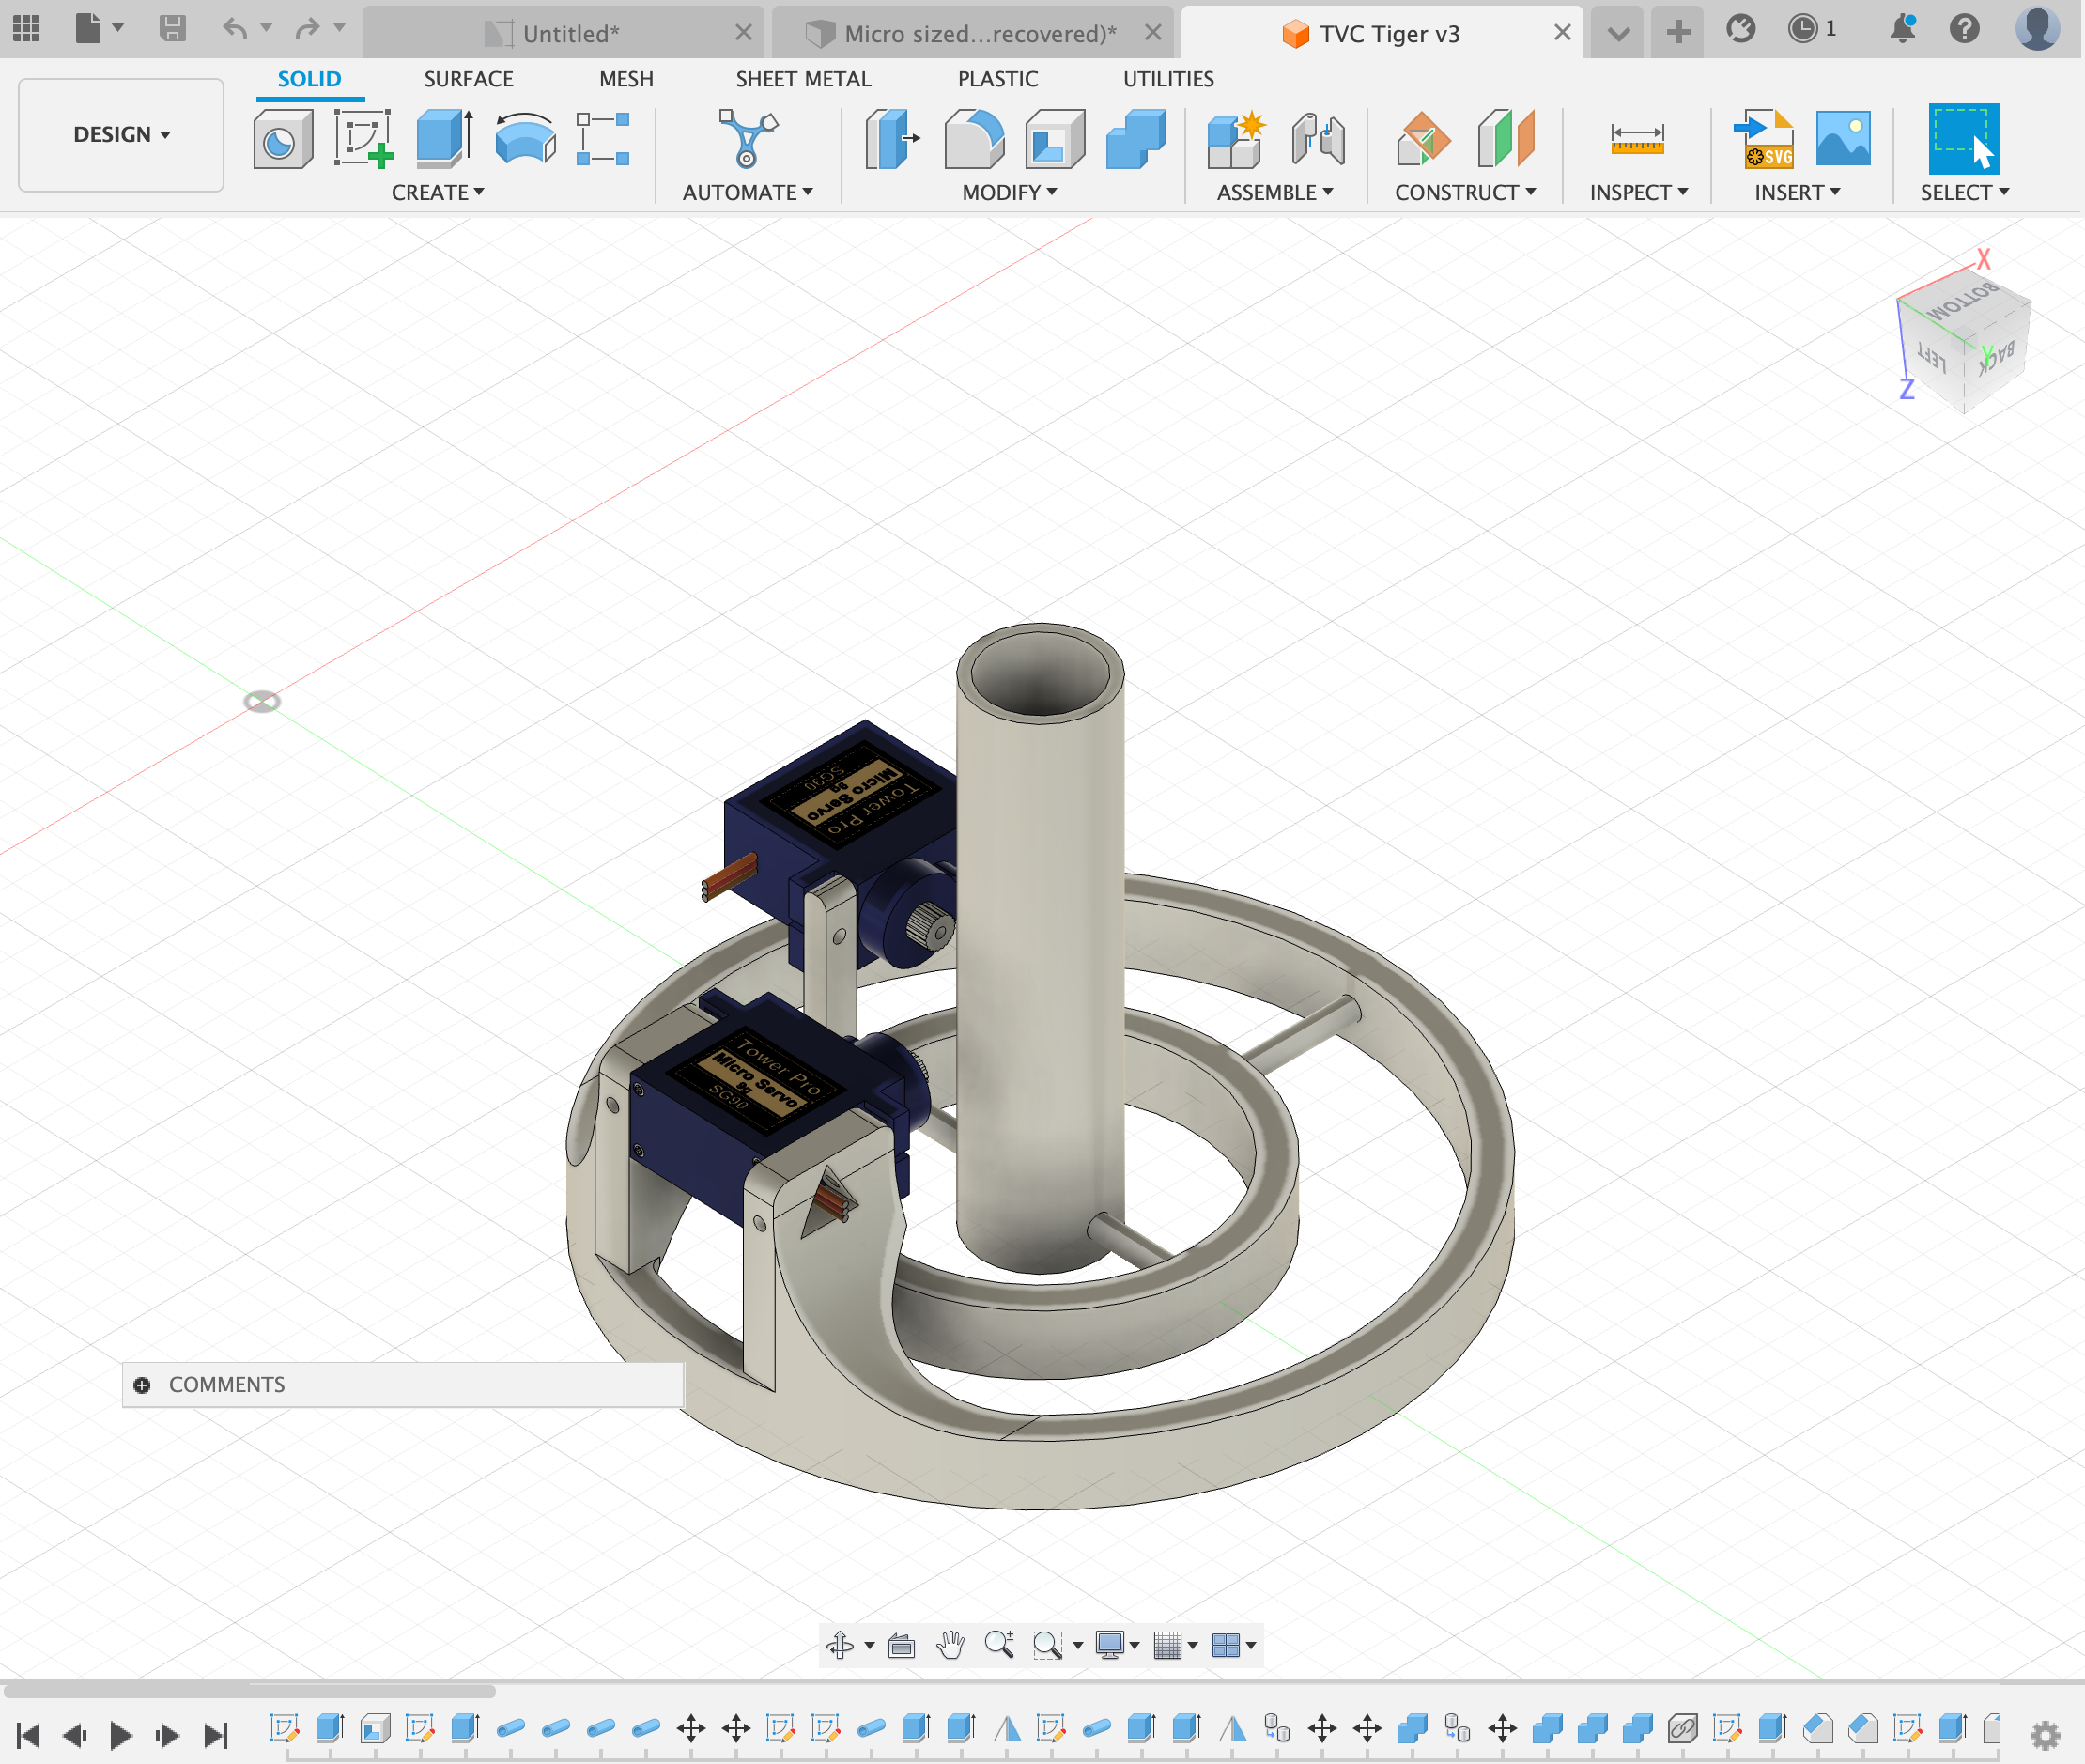 Untitled*
Micro sized...recovered)*
TVC Tiger v3
1
SOLID
SURFACE
MESH
SHEET METAL
PLASTIC
UTILITIES
DESIGN
SVG
CREATE
AUTOMATE
MODIFY
ASSEMBLE
CONSTRUCT
INSPECT
INSERT
SELECT
X
BOTTOM
LEFT
BACK
Y
Z
Tower Pro
Micro Servo
9g
SG90
Tower Pro
Micro Servo
9g
SG90
COMMENTS